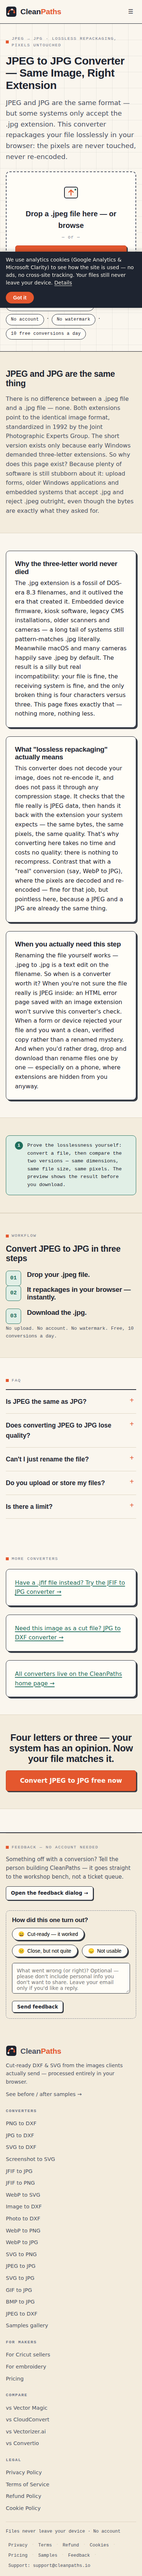 CleanPaths
☰
JPEG → JPG · LOSSLESS REPACKAGING,
PIXELS UNTOUCHED
JPEG to JPG Converter
— Same Image, Right
Extension
JPEG and JPG are the same format —
but some systems only accept the
.jpg extension. This converter
repackages your file losslessly in your
browser: the pixels are never touched,
never re-encoded.
Drop a .jpeg file here — or
browse
— or —
We use analytics cookies (Google Analytics &
Microsoft Clarity) to see how the site is used — no
ads, no cross-site tracking. Your files still never
leave your device. Details
Got it
No account · No watermark ·
10 free conversions a day
JPEG and JPG are the same
thing
There is no difference between a .jpeg file
and a .jpg file — none. Both extensions
point to the identical image format,
standardized in 1992 by the Joint
Photographic Experts Group. The short
version exists only because early Windows
demanded three-letter extensions. So why
does this page exist? Because plenty of
software is still stubborn about it: upload
forms, older Windows applications and
embedded systems that accept .jpg and
reject .jpeg outright, even though the bytes
are exactly what they asked for.
Why the three-letter world never
died
The .jpg extension is a fossil of DOS-
era 8.3 filenames, and it outlived the
era that created it. Embedded device
firmware, kiosk software, legacy CMS
installations, older scanners and
cameras — a long tail of systems still
pattern-matches .jpg literally.
Meanwhile macOS and many cameras
happily save .jpeg by default. The
result is a silly but real
incompatibility: your file is fine, the
receiving system is fine, and the only
broken thing is four characters versus
three. This page fixes exactly that —
nothing more, nothing less.
What "lossless repackaging"
actually means
This converter does not decode your
image, does not re-encode it, and
does not pass it through any
compression stage. It checks that the
file really is JPEG data, then hands it
back with the extension your system
expects — the same bytes, the same
pixels, the same quality. That's why
converting here takes no time and
costs no quality: there is nothing to
recompress. Contrast that with a
"real" conversion (say, WebP to JPG),
where the pixels are decoded and re-
encoded — fine for that job, but
pointless here, because a JPEG and a
JPG are already the same thing.
When you actually need this step
Renaming the file yourself works —
.jpeg to .jpg is a text edit on the
filename. So when is a converter
worth it? When you're not sure the file
really is JPEG inside: an HTML error
page saved with an image extension
won't survive this converter's check.
When a form or device rejected your
file and you want a clean, verified
copy rather than a renamed mystery.
And when you'd rather drag, drop and
download than rename files one by
one — especially on a phone, where
extensions are hidden from you
anyway.
Prove the losslessness yourself:
convert a file, then compare the
two versions — same dimensions,
same file size, same pixels. The
preview shows the result before
you download.
WORKFLOW
Convert JPEG to JPG in three
steps
01
Drop your .jpeg file.
02
It repackages in your browser —
instantly.
03
Download the .jpg.
No upload. No account. No watermark. Free, 10
conversions a day.
FAQ
Is JPEG the same as JPG? +
Does converting JPEG to JPG lose
quality? +
Can't I just rename the file? +
Do you upload or store my files? +
Is there a limit? +
MORE CONVERTERS
Have a .jfif file instead? Try the JFIF to
JPG converter →
Need this image as a cut file? JPG to
DXF converter →
All converters live on the CleanPaths
home page →
Four letters or three — your
system has an opinion. Now
your file matches it.
Convert JPEG to JPG free now
FEEDBACK — NO ACCOUNT NEEDED
Something off with a conversion? Tell the
person building CleanPaths — it goes straight
to the workshop bench, not a ticket queue.
Open the feedback dialog →
How did this one turn out?
Cut-ready — it worked
Close, but not quite
Not usable
What went wrong (or right)? Optional —
please don't include personal info you
don't want to share. Leave your email
only if you'd like a reply.
Send feedback
CleanPaths
Cut-ready DXF & SVG from the images clients
actually send — processed entirely in your
browser.
See before / after samples →
CONVERTERS
PNG to DXF
JPG to DXF
SVG to DXF
Screenshot to SVG
JFIF to JPG
JFIF to PNG
WebP to SVG
Image to DXF
Photo to DXF
WebP to PNG
WebP to JPG
SVG to PNG
JPEG to JPG
SVG to JPG
GIF to JPG
BMP to JPG
JPEG to DXF
Samples gallery
FOR MAKERS
For Cricut sellers
For embroidery
Pricing
COMPARE
vs Vector Magic
vs CloudConvert
vs Vectorizer.ai
vs Convertio
LEGAL
Privacy Policy
Terms of Service
Refund Policy
Cookie Policy
Files never leave your device · No account
Privacy Terms Refund Cookies
Pricing Samples Feedback
Support: support@cleanpaths.io